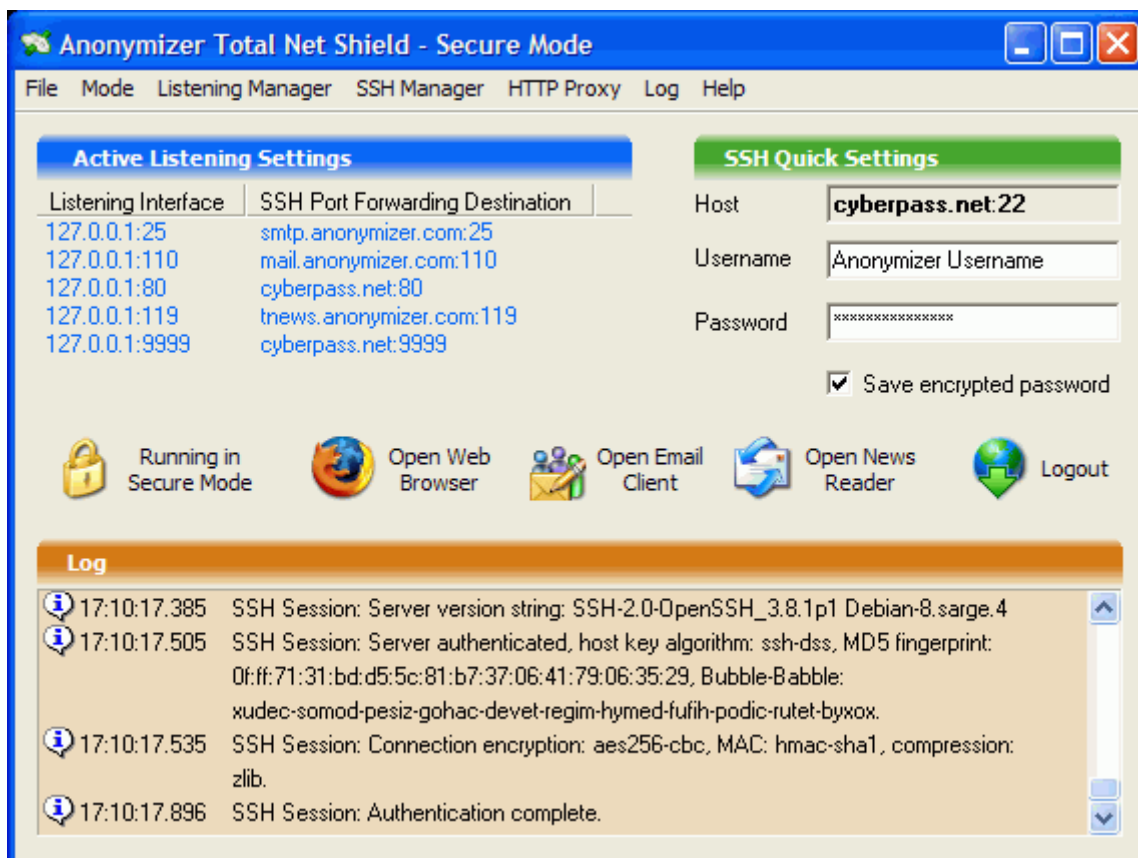 Anonymizer Total Net Shield - Secure Mode
File Mode Listening Manager SSH Manager HTTP Proxy Log Help
Active Listening Settings
Listening Interface SSH Port Forwarding Destination
127.0.0.1:25 smtp.anonymizer.com:25
127.0.0.1:110 mail.anonymizer.com:110
127.0.0.1:80 cyberpass.net:80
127.0.0.1:119 tnews.anonymizer.com:119
127.0.0.1:9999 cyberpass.net:9999
SSH Quick Settings
Host cyberpass.net:22
Username Anonymizer Username
Password ***************
Save encrypted password
Running in
Secure Mode
Open Web
Browser
Open Email
Client
Open News
Reader
Logout
Log
17:10:17.385 SSH Session: Server version string: SSH-2.0-OpenSSH_3.8.1p1 Debian-8.sarge.4
17:10:17.505 SSH Session: Server authenticated, host key algorithm: ssh-dss, MD5 fingerprint:
0f:ff:71:31:bd:d5:5c:81:b7:37:06:41:79:06:35:29, Bubble-Babble:
xudec-somod-pesiz-gohac-devet-regim-hymed-fufih-podic-rutet-byxox.
17:10:17.535 SSH Session: Connection encryption: aes256-cbc, MAC: hmac-sha1, compression:
zlib.
17:10:17.896 SSH Session: Authentication complete.